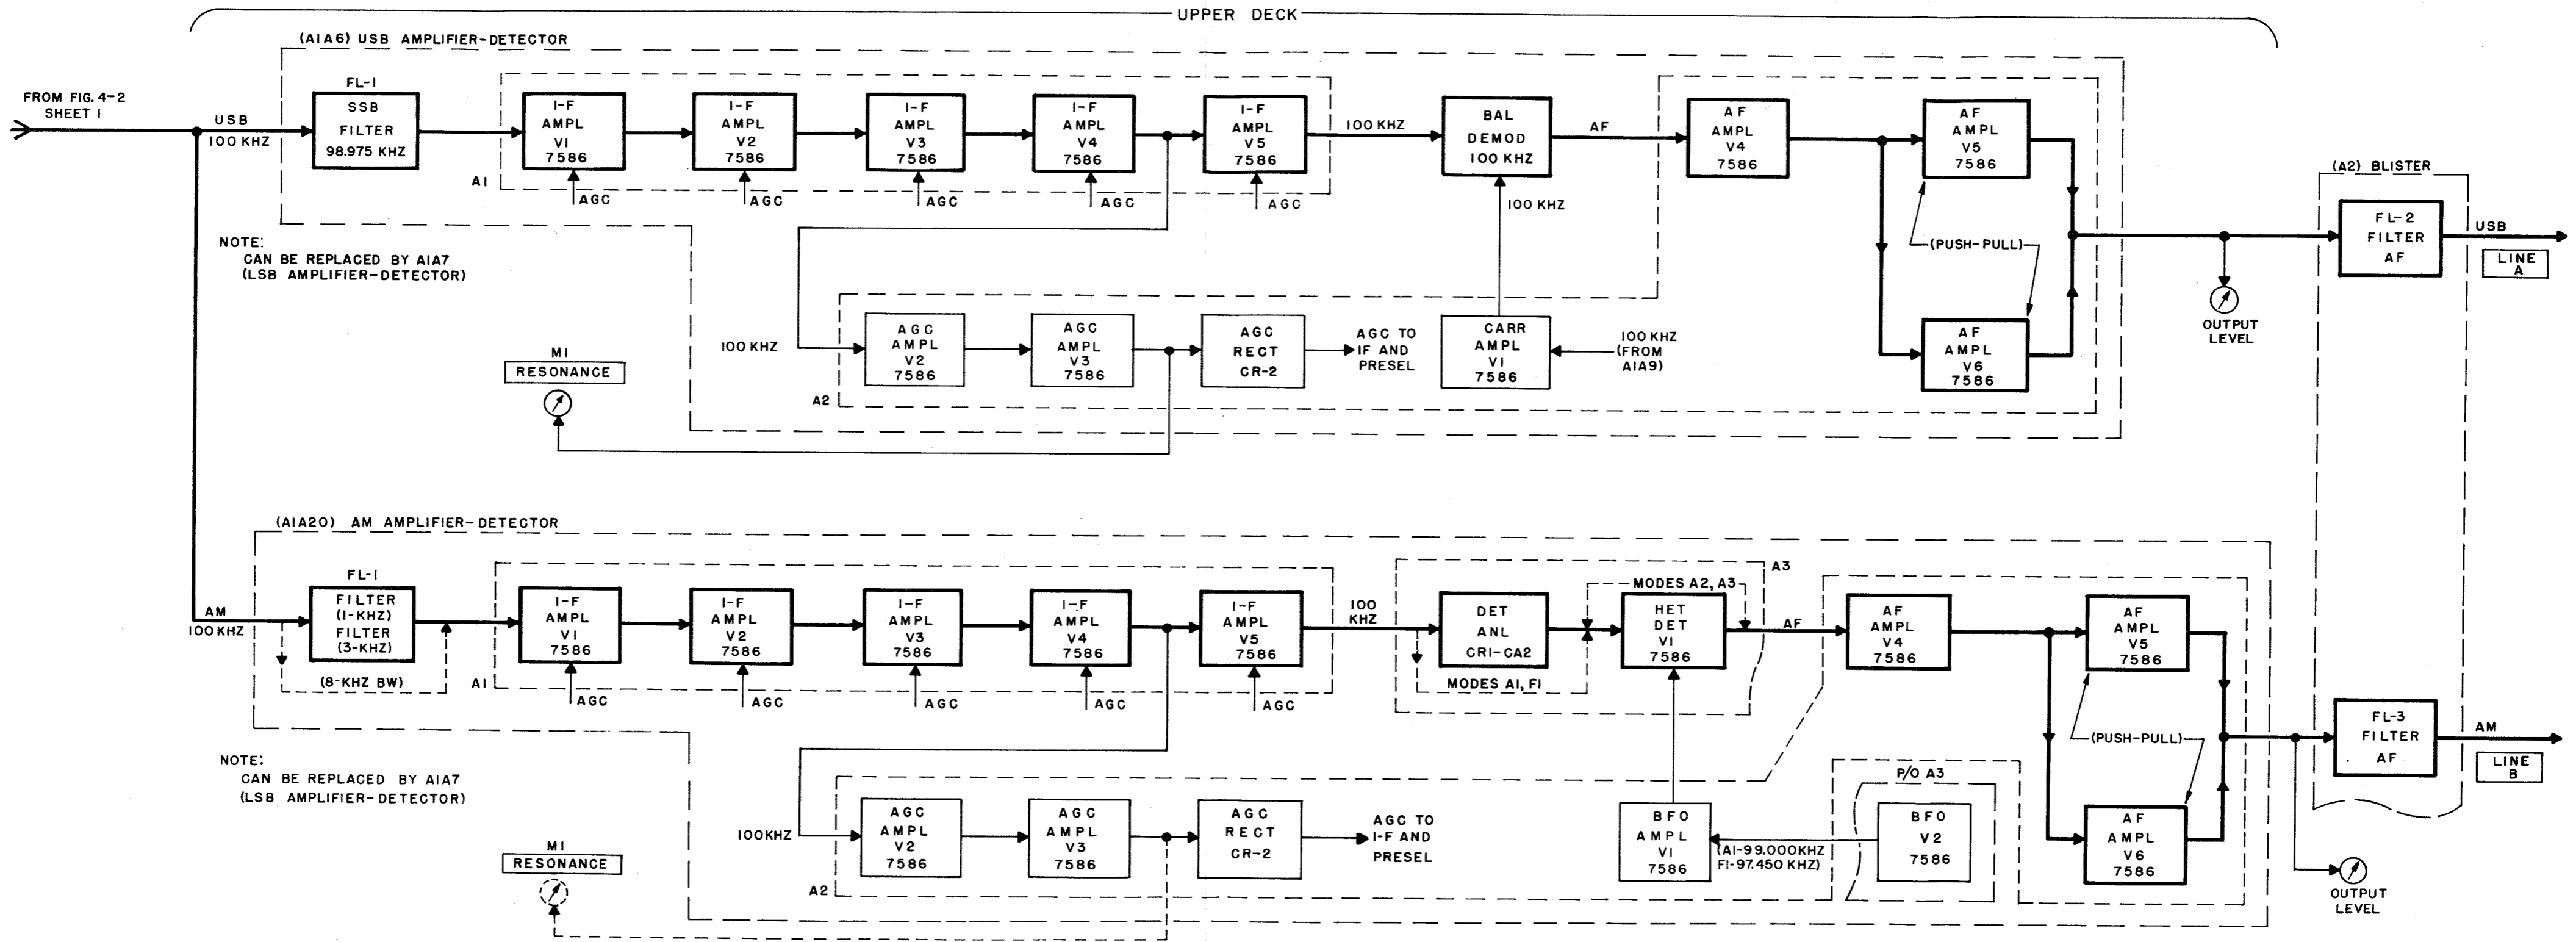 UPPER DECK
(A1A6) USB AMPLIFIER-DETECTOR
FROM FIG. 4-2
SHEET 1
USB
100 KHZ
FL-1
SSB
FILTER
98.975 KHZ
I-F
AMPL
V1
7586
AGC
I-F
AMPL
V2
7586
AGC
I-F
AMPL
V3
7586
AGC
I-F
AMPL
V4
7586
AGC
I-F
AMPL
V5
7586
AGC
A1
100 KHZ
BAL
DEMOD
100 KHZ
AF
AF
AMPL
V4
7586
AF
AMPL
V5
7586
(PUSH-PULL)
AF
AMPL
V6
7586
100 KHZ
OUTPUT
LEVEL
(A2) BLISTER
FL-2
FILTER
AF
USB
LINE
A
NOTE:
CAN BE REPLACED BY A1A7
(LSB AMPLIFIER-DETECTOR)
M1
RESONANCE
100 KHZ
AGC
AMPL
V2
7586
AGC
AMPL
V3
7586
AGC
RECT
CR-2
AGC TO
IF AND
PRESEL
CARR
AMPL
V1
7586
100 KHZ
(FROM
A1A9)
A2
(A1A20) AM AMPLIFIER-DETECTOR
AM
100 KHZ
FL-1
FILTER
(1-KHZ)
FILTER
(3-KHZ)
(8-KHZ BW)
I-F
AMPL
V1
7586
AGC
I-F
AMPL
V2
7586
AGC
I-F
AMPL
V3
7586
AGC
I-F
AMPL
V4
7586
AGC
I-F
AMPL
V5
7586
AGC
A1
100
KHZ
DET
ANL
CR1-CA2
MODES A2, A3
MODES A1, F1
HET
DET
V1
7586
A3
AF
AF
AMPL
V4
7586
AF
AMPL
V5
7586
(PUSH-PULL)
AF
AMPL
V6
7586
FL-3
FILTER
AF
AM
LINE
B
OUTPUT
LEVEL
NOTE:
CAN BE REPLACED BY A1A7
(LSB AMPLIFIER-DETECTOR)
M1
RESONANCE
100KHZ
AGC
AMPL
V2
7586
AGC
AMPL
V3
7586
AGC
RECT
CR-2
AGC TO
I-F AND
PRESEL
A2
BFO
AMPL
V1
7586
(A1-99.000KHZ
F1-97.450 KHZ)
P/O A3
BFO
V2
7586